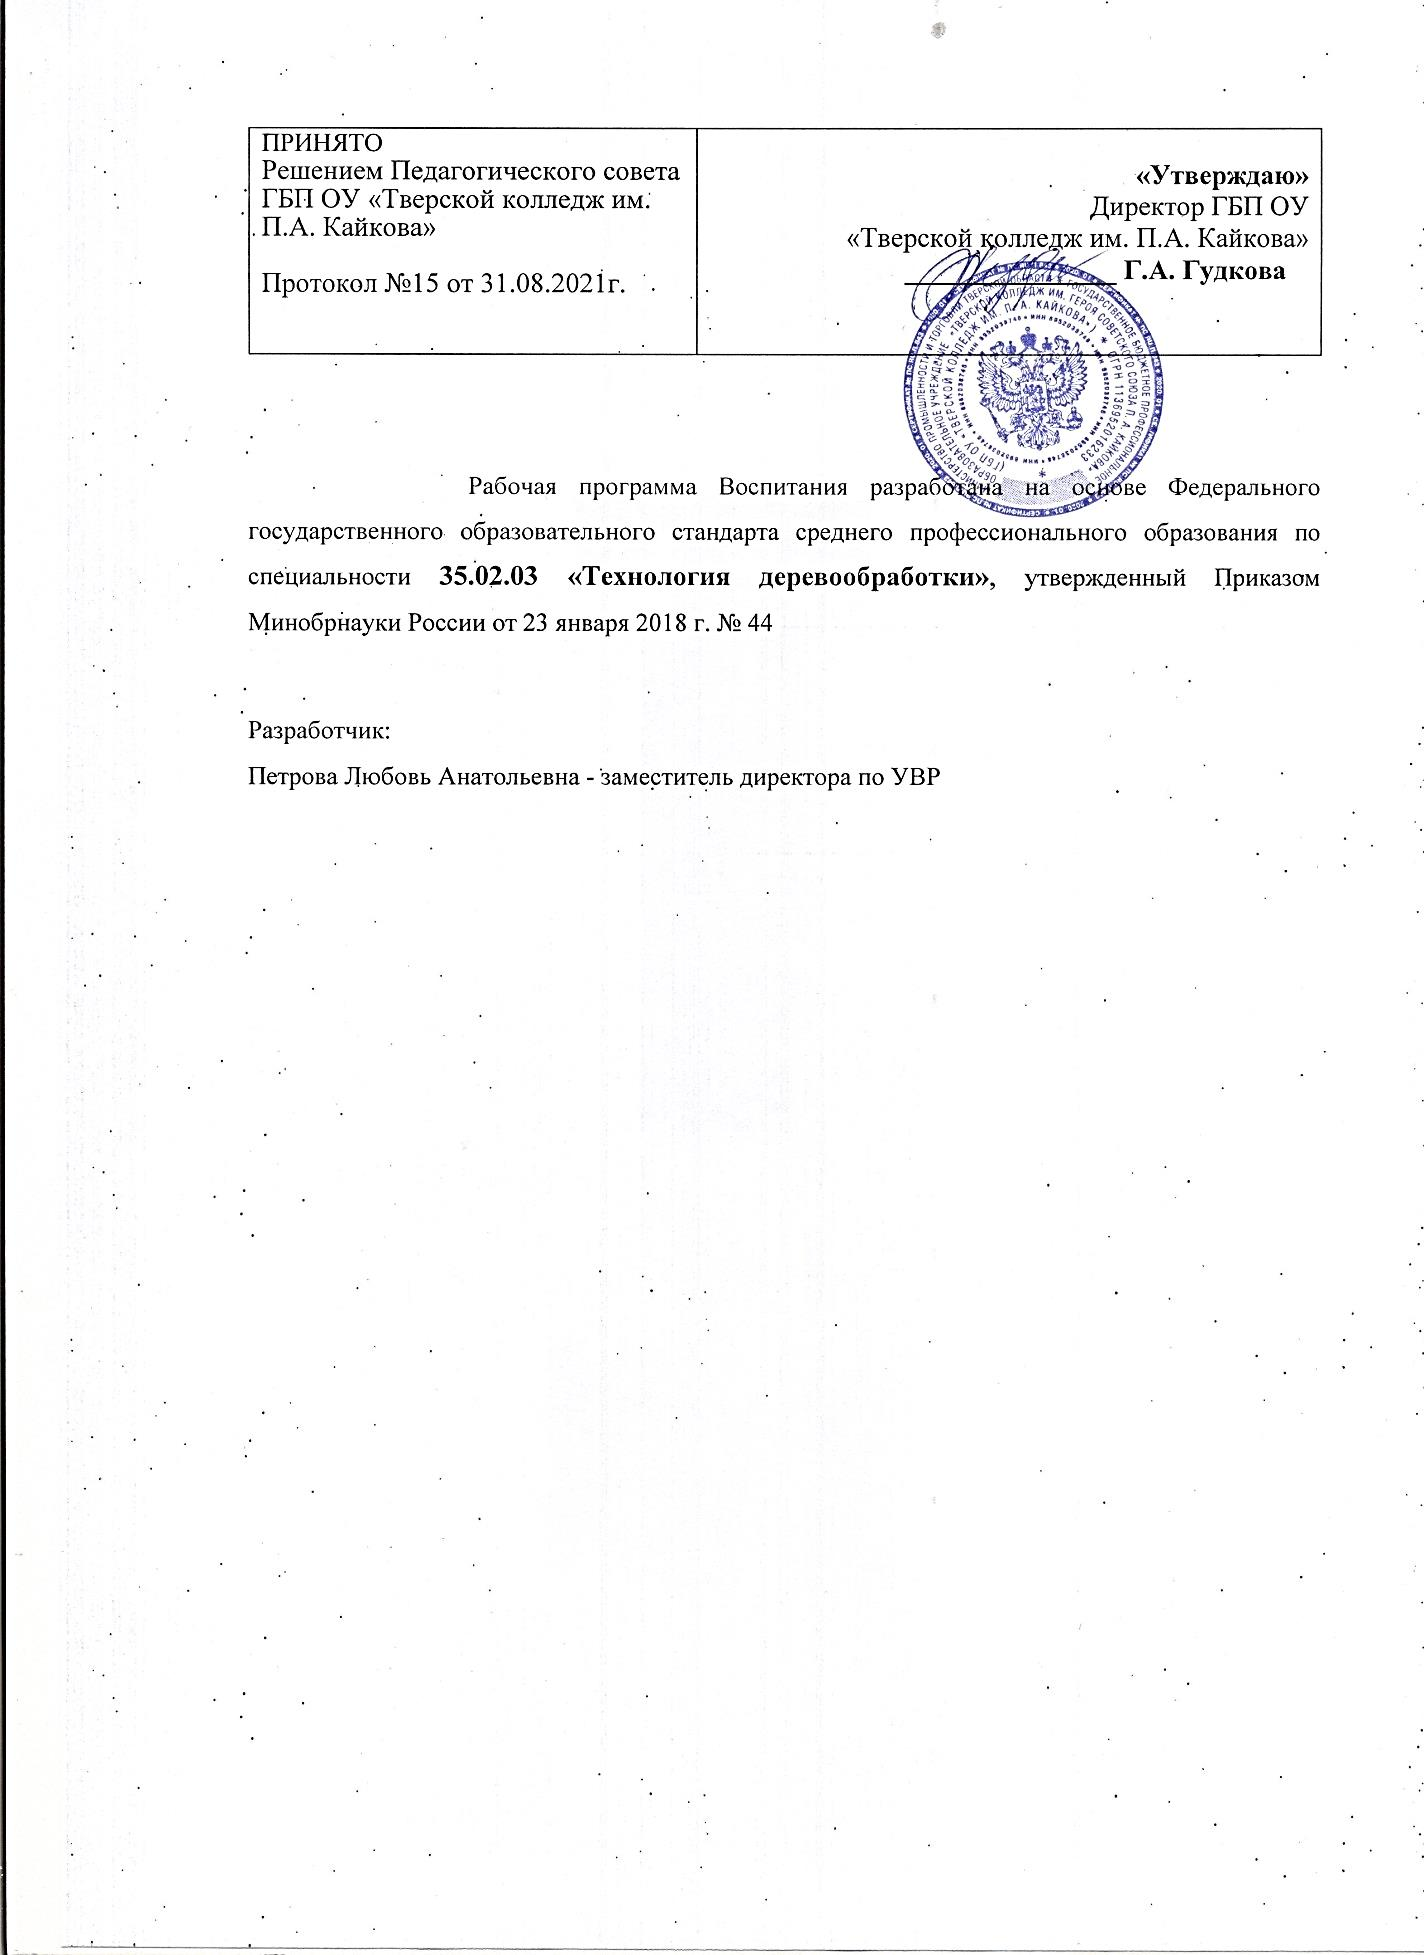 ПРИНЯТО
Решением Педагогического совета
ГБП ОУ «Тверской колледж им.
П.А. Кайкова»
Протокол №15 от 31.08.2021г.
«Утверждаю»
Директор ГБП ОУ
«Тверской колледж им. П.А. Кайкова»
Г.А. Гудкова
Рабочая программа Воспитания разработана на основе Федерального
государственного образовательного стандарта среднего профессионального образования по
специальности 35.02.03 «Технология деревообработки», утвержденный Приказом
Минобрнауки России от 23 января 2018 г. № 44
Разработчик:
Петрова Любовь Анатольевна - заместитель директора по УВР